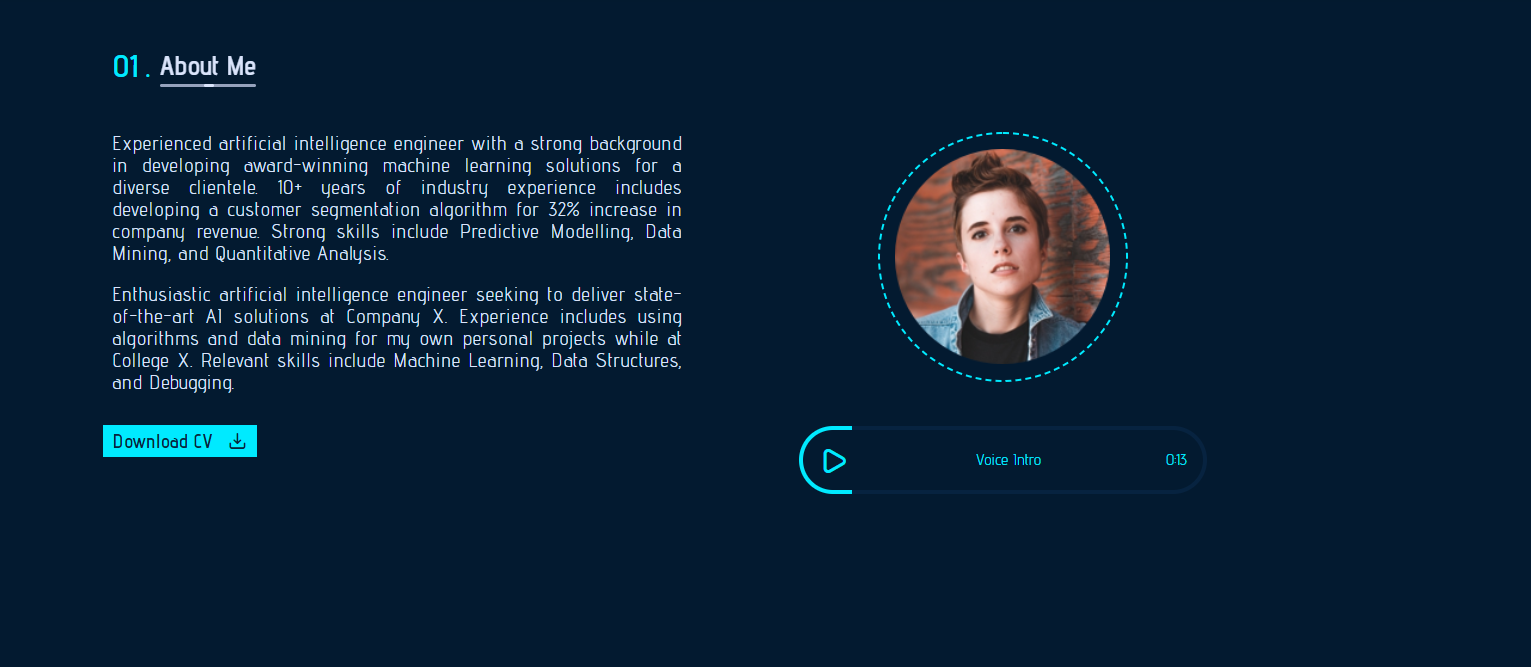 01. About Me
Experienced artificial intelligence engineer with a strong background
in developing award-winning machine learning solutions for a
diverse clientele. 10+ years of industry experience includes
developing a customer segmentation algorithm for 32% increase in
company revenue. Strong skills include Predictive Modelling, Data
Mining, and Quantitative Analysis.
Enthusiastic artificial intelligence engineer seeking to deliver state-
of-the-art AI solutions at Company X. Experience includes using
algorithms and data mining for my own personal projects while at
College X. Relevant skills include Machine Learning, Data Structures,
and Debugging.
Download CV
Voice Intro
0:13